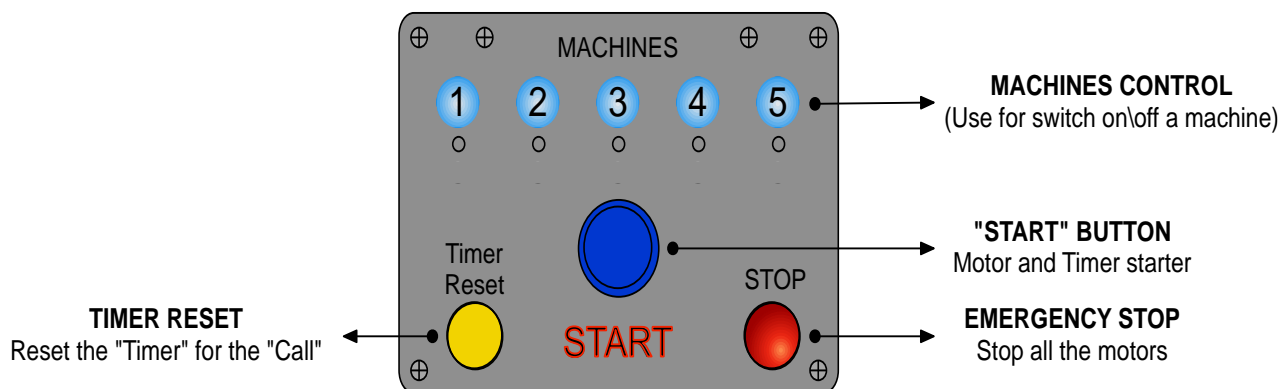 MACHINES
1 2 3 4 5
MACHINES CONTROL
(Use for switch on\off a machine)
"START" BUTTON
Motor and Timer starter
Timer
Reset
STOP
TIMER RESET
Reset the "Timer" for the "Call"
START
EMERGENCY STOP
Stop all the motors